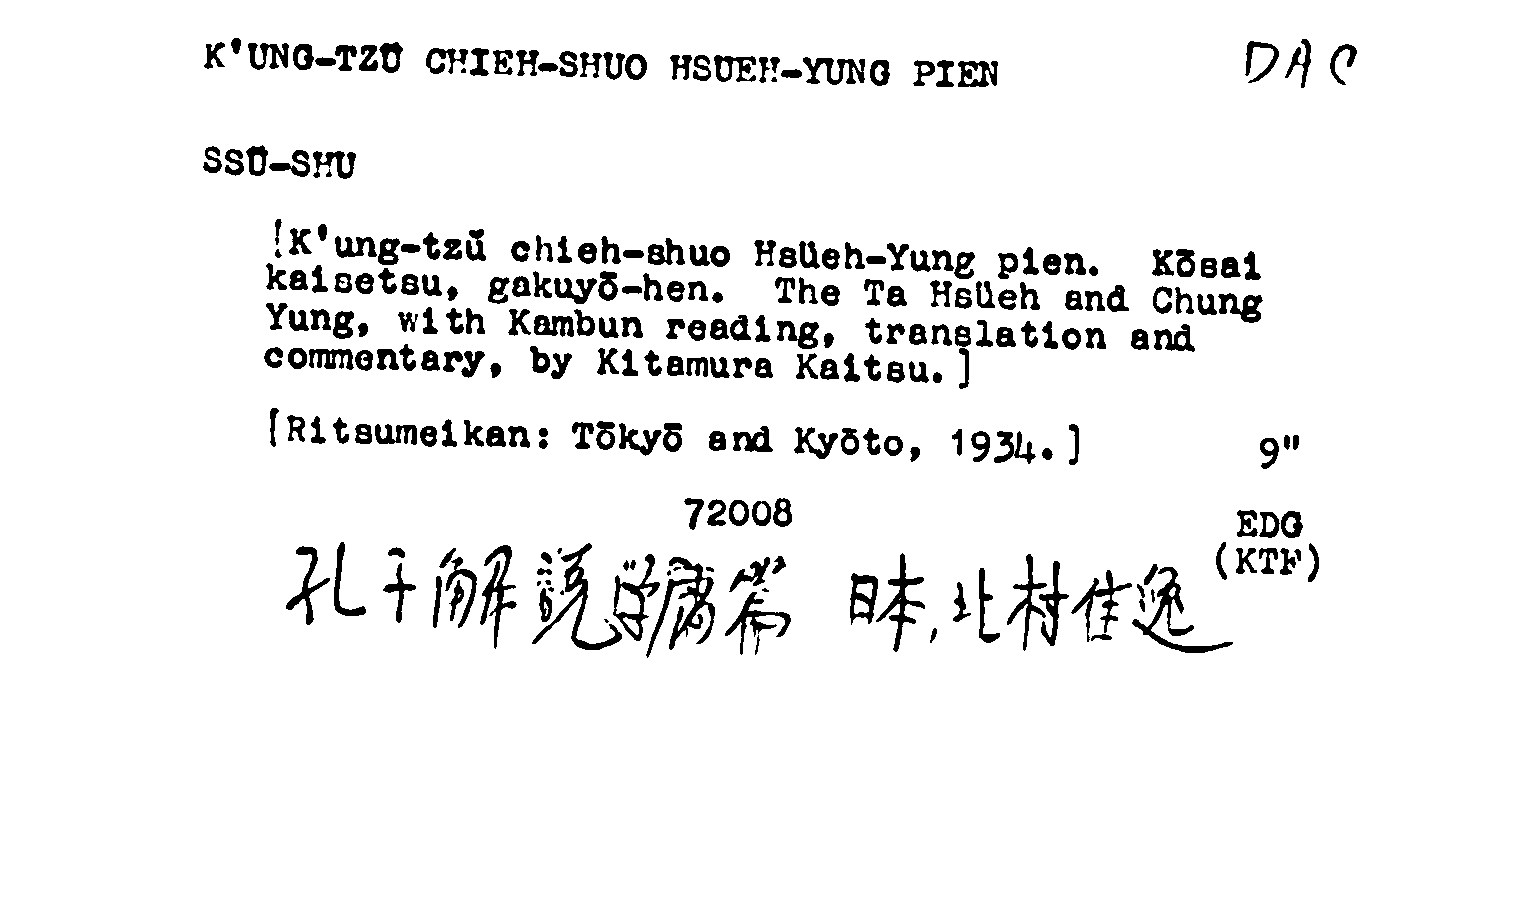 K'UNG-TZŬ CHIEH-SHUO HSUEH-YUNG PIEN DAC
SSŬ-SHU
[K'ung-tzŭ chieh-shuo Hsüeh-Yung pien. Kōsai
kaisetsu, gakuyō-hen. The Ta Hsüeh and Chung
Yung, with Kambun reading, translation and
commentary, by Kitamura Kaitsu.]
[Ritsumeikan: Tōkyō and Kyōto, 1934.] 9"
72008 EDG
(KTF)
孔子解説学庸篇 日本,北村佳逸